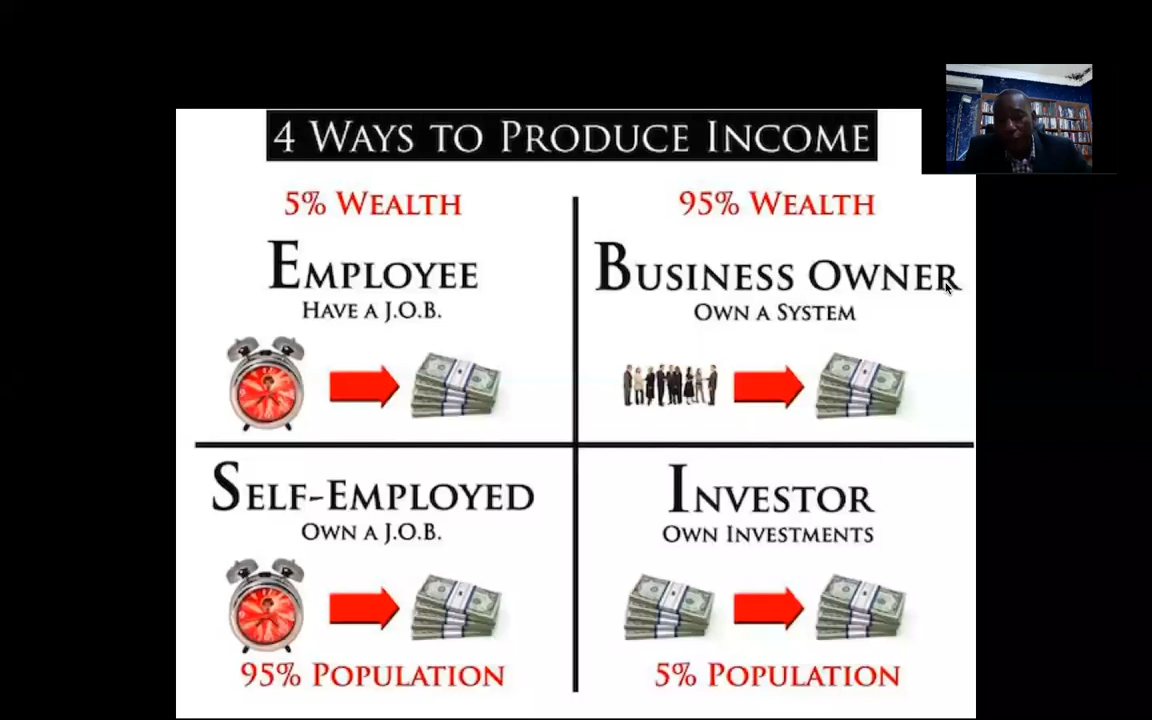 4 WAYS TO PRODUCE INCOME
5% WEALTH
EMPLOYEE
HAVE A J.O.B.
95% WEALTH
BUSINESS OWNER
OWN A SYSTEM
SELF-EMPLOYED
OWN A J.O.B.
95% POPULATION
INVESTOR
OWN INVESTMENTS
5% POPULATION